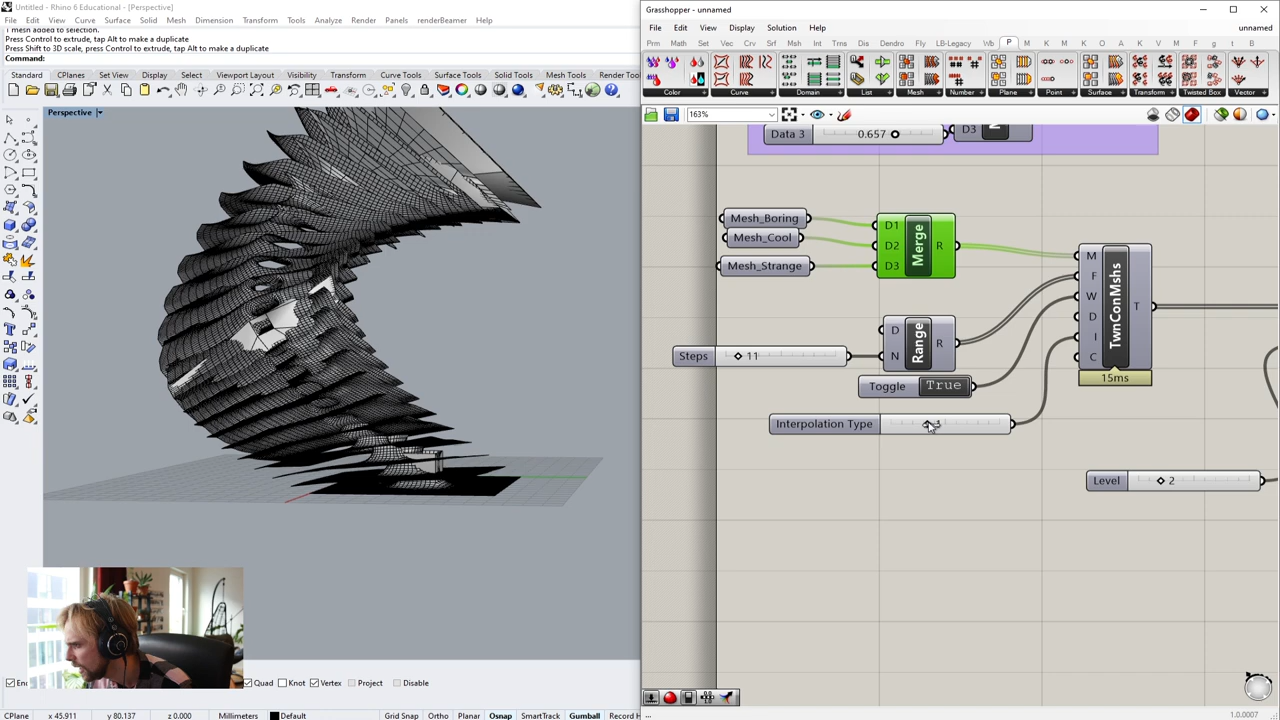 Untitled - Rhino 6 Educational - [Perspective]
File Edit View Curve Surface Solid Mesh Dimension Transform Tools Analyze Render Panels renderBeamer Help
1 mesh added to selection.
Press Control to extrude, tap Alt to make a duplicate
Press Shift to 3D scale, press Control to extrude, tap Alt to make a duplicate
Command:
Standard CPlanes Set View Display Select Viewport Layout Visibility Transform Curve Tools Surface Tools Solid Tools Mesh Tools Render Too
Perspective
Quad Knot Vertex Project Disable
CPlane x 45.911 y 80.137 z 0.000 Millimeters Default Grid Snap Ortho Planar Osnap SmartTrack Gumball Record H
Grasshopper - unnamed
File Edit View Display Solution Help unnamed
Prm Math Set Vec Crv Srf Msh Int Trns Dis Dendro Fly LB-Legacy Wb P M K M K O A K V M F g t B
Color Curve Domain List Mesh Number Plane Point Surface Transform Twisted Box Vector
163%
Data 3 0.657 D3
Mesh_Boring
Mesh_Cool
Mesh_Strange
D1
D2
D3
Merge
R
Steps 11
D
N
Range
R
Toggle True
Interpolation Type
M
F
W
D
I
C
TwnConMshs
T
15ms
Level 2
1.0.0007